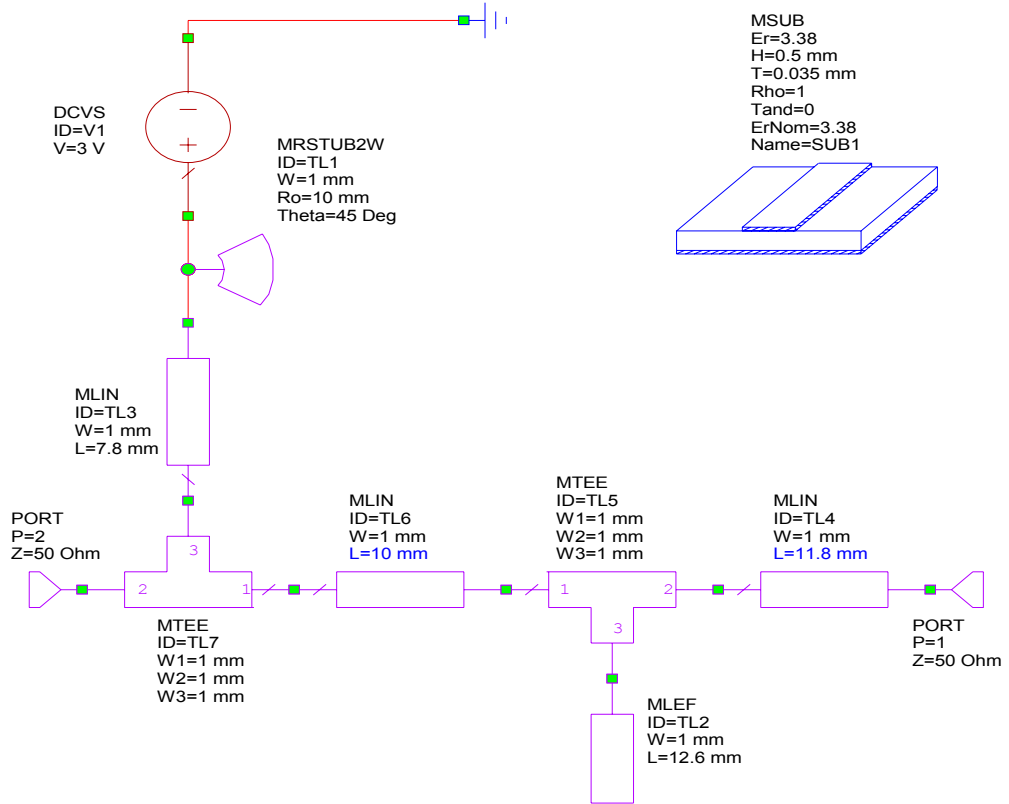 MSUB
Er=3.38
H=0.5 mm
T=0.035 mm
Rho=1
Tand=0
ErNom=3.38
Name=SUB1
DCVS
ID=V1
V=3 V
MRSTUB2W
ID=TL1
W=1 mm
Ro=10 mm
Theta=45 Deg
MLIN
ID=TL3
W=1 mm
L=7.8 mm
PORT
P=2
Z=50 Ohm
3
2
1
MTEE
ID=TL7
W1=1 mm
W2=1 mm
W3=1 mm
MLIN
ID=TL6
W=1 mm
L=10 mm
MTEE
ID=TL5
W1=1 mm
W2=1 mm
W3=1 mm
1
2
3
MLIN
ID=TL4
W=1 mm
L=11.8 mm
PORT
P=1
Z=50 Ohm
MLEF
ID=TL2
W=1 mm
L=12.6 mm